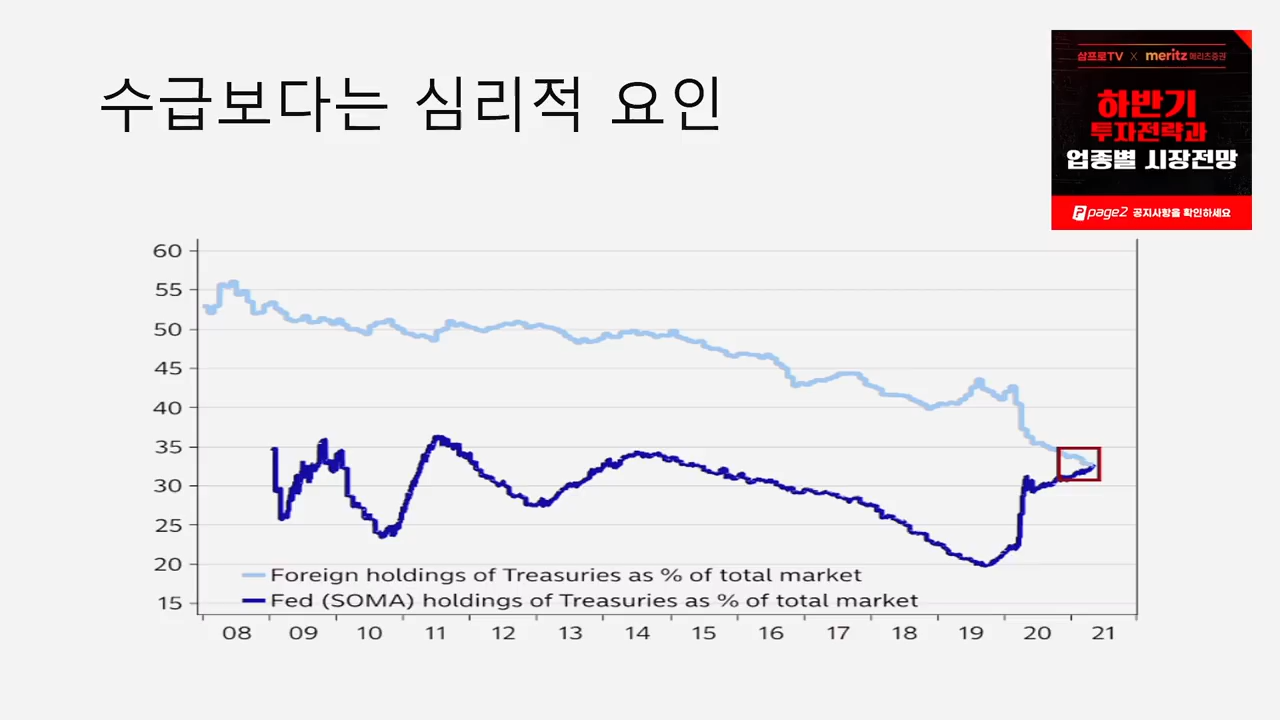 수급보다는 심리적 요인
삼프로TV X meritz 메리츠증권
하반기
투자전략과
업종별 시장전망
page2 공지사항을 확인하세요
60
55
50
45
40
35
30
25
20
15
Foreign holdings of Treasuries as % of total market
Fed (SOMA) holdings of Treasuries as % of total market
08 09 10 11 12 13 14 15 16 17 18 19 20 21